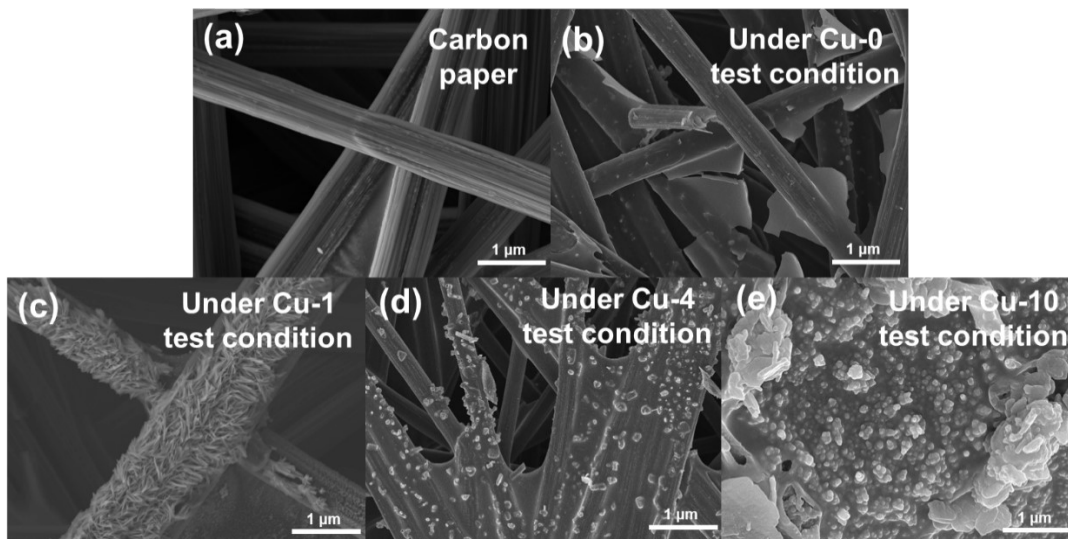 (a)
Carbon
paper
1 μm
(b)
Under Cu-0
test condition
1 μm
(c)
Under Cu-1
test condition
1 μm
(d)
Under Cu-4
test condition
1 μm
(e)
Under Cu-10
test condition
1 μm